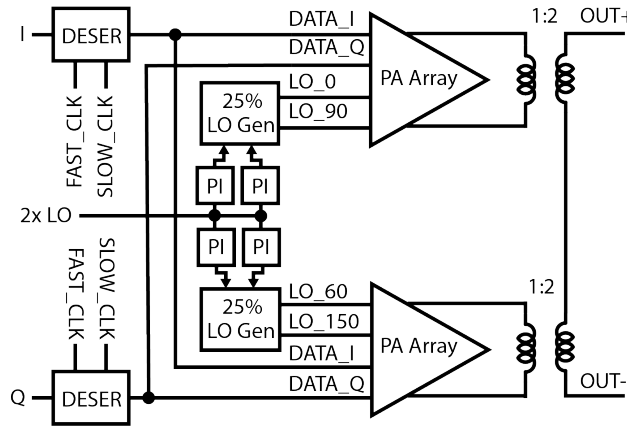 I
DESER
DATA_I
1:2
OUT+
DATA_Q
LO_0
LO_90
PA Array
25%
LO Gen
FAST_CLK
SLOW_CLK
PI
PI
2x LO
PI
PI
FAST_CLK
SLOW_CLK
25%
LO Gen
LO_60
LO_150
DATA_I
DATA_Q
PA Array
1:2
Q
DESER
OUT-